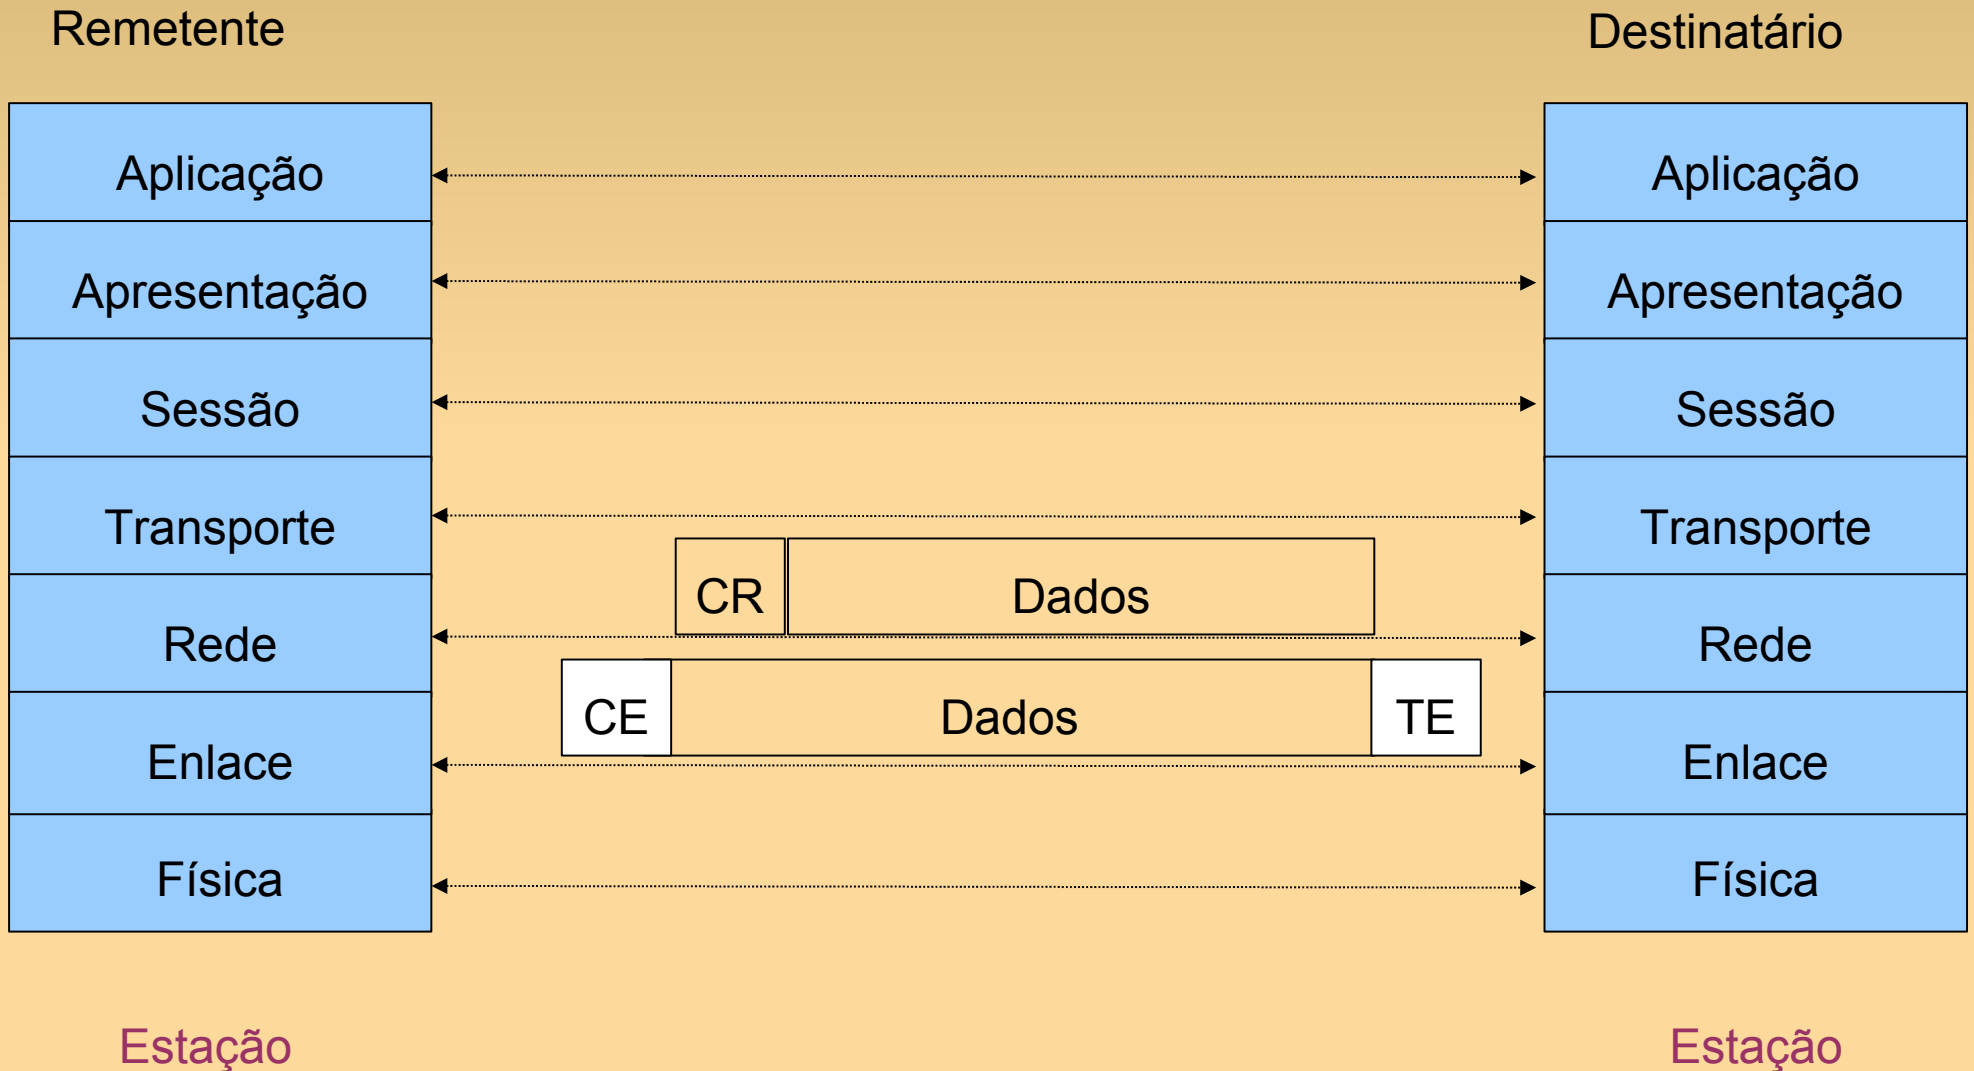 Remetente
Destinatário
Aplicação
Aplicação
Apresentação
Apresentação
Sessão
Sessão
Transporte
Transporte
CR
Dados
Rede
Rede
CE
Dados
TE
Enlace
Enlace
Física
Física
Estação
Estação